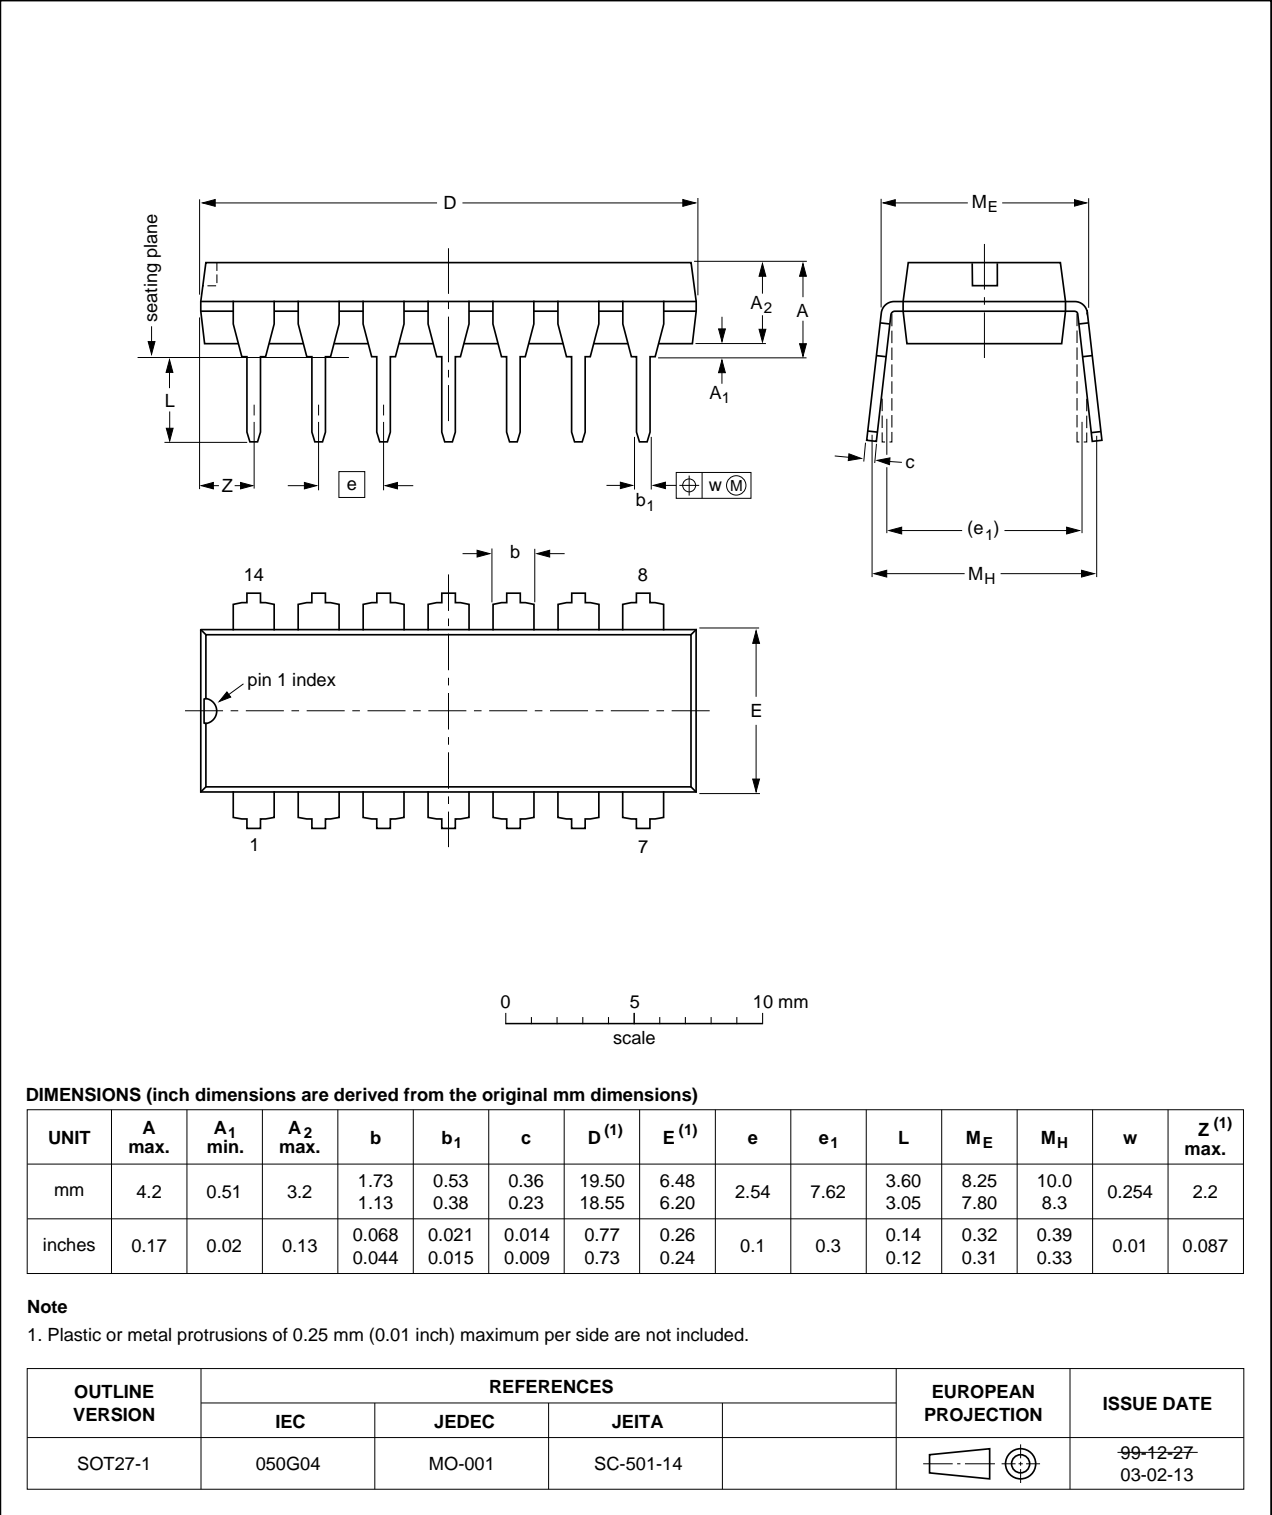 D
ME
seating plane
A2
A
A1
L
Z
e
b1
w M
c
(e1)
MH
b
14
8
pin 1 index
E
1
7
0 5 10 mm
scale
DIMENSIONS (inch dimensions are derived from the original mm dimensions)
UNIT A max. A1 min. A2 max. b b1 c D(1) E(1) e e1 L ME MH w Z(1) max.
mm 4.2 0.51 3.2 1.73 1.13 0.53 0.38 0.36 0.23 19.50 18.55 6.48 6.20 2.54 7.62 3.60 3.05 8.25 7.80 10.0 8.3 0.254 2.2
inches 0.17 0.02 0.13 0.068 0.044 0.021 0.015 0.014 0.009 0.77 0.73 0.26 0.24 0.1 0.3 0.14 0.12 0.32 0.31 0.39 0.33 0.01 0.087
Note
1. Plastic or metal protrusions of 0.25 mm (0.01 inch) maximum per side are not included.
OUTLINE VERSION REFERENCES EUROPEAN PROJECTION ISSUE DATE
IEC JEDEC JEITA
SOT27-1 050G04 MO-001 SC-501-14 99-12-27
03-02-13